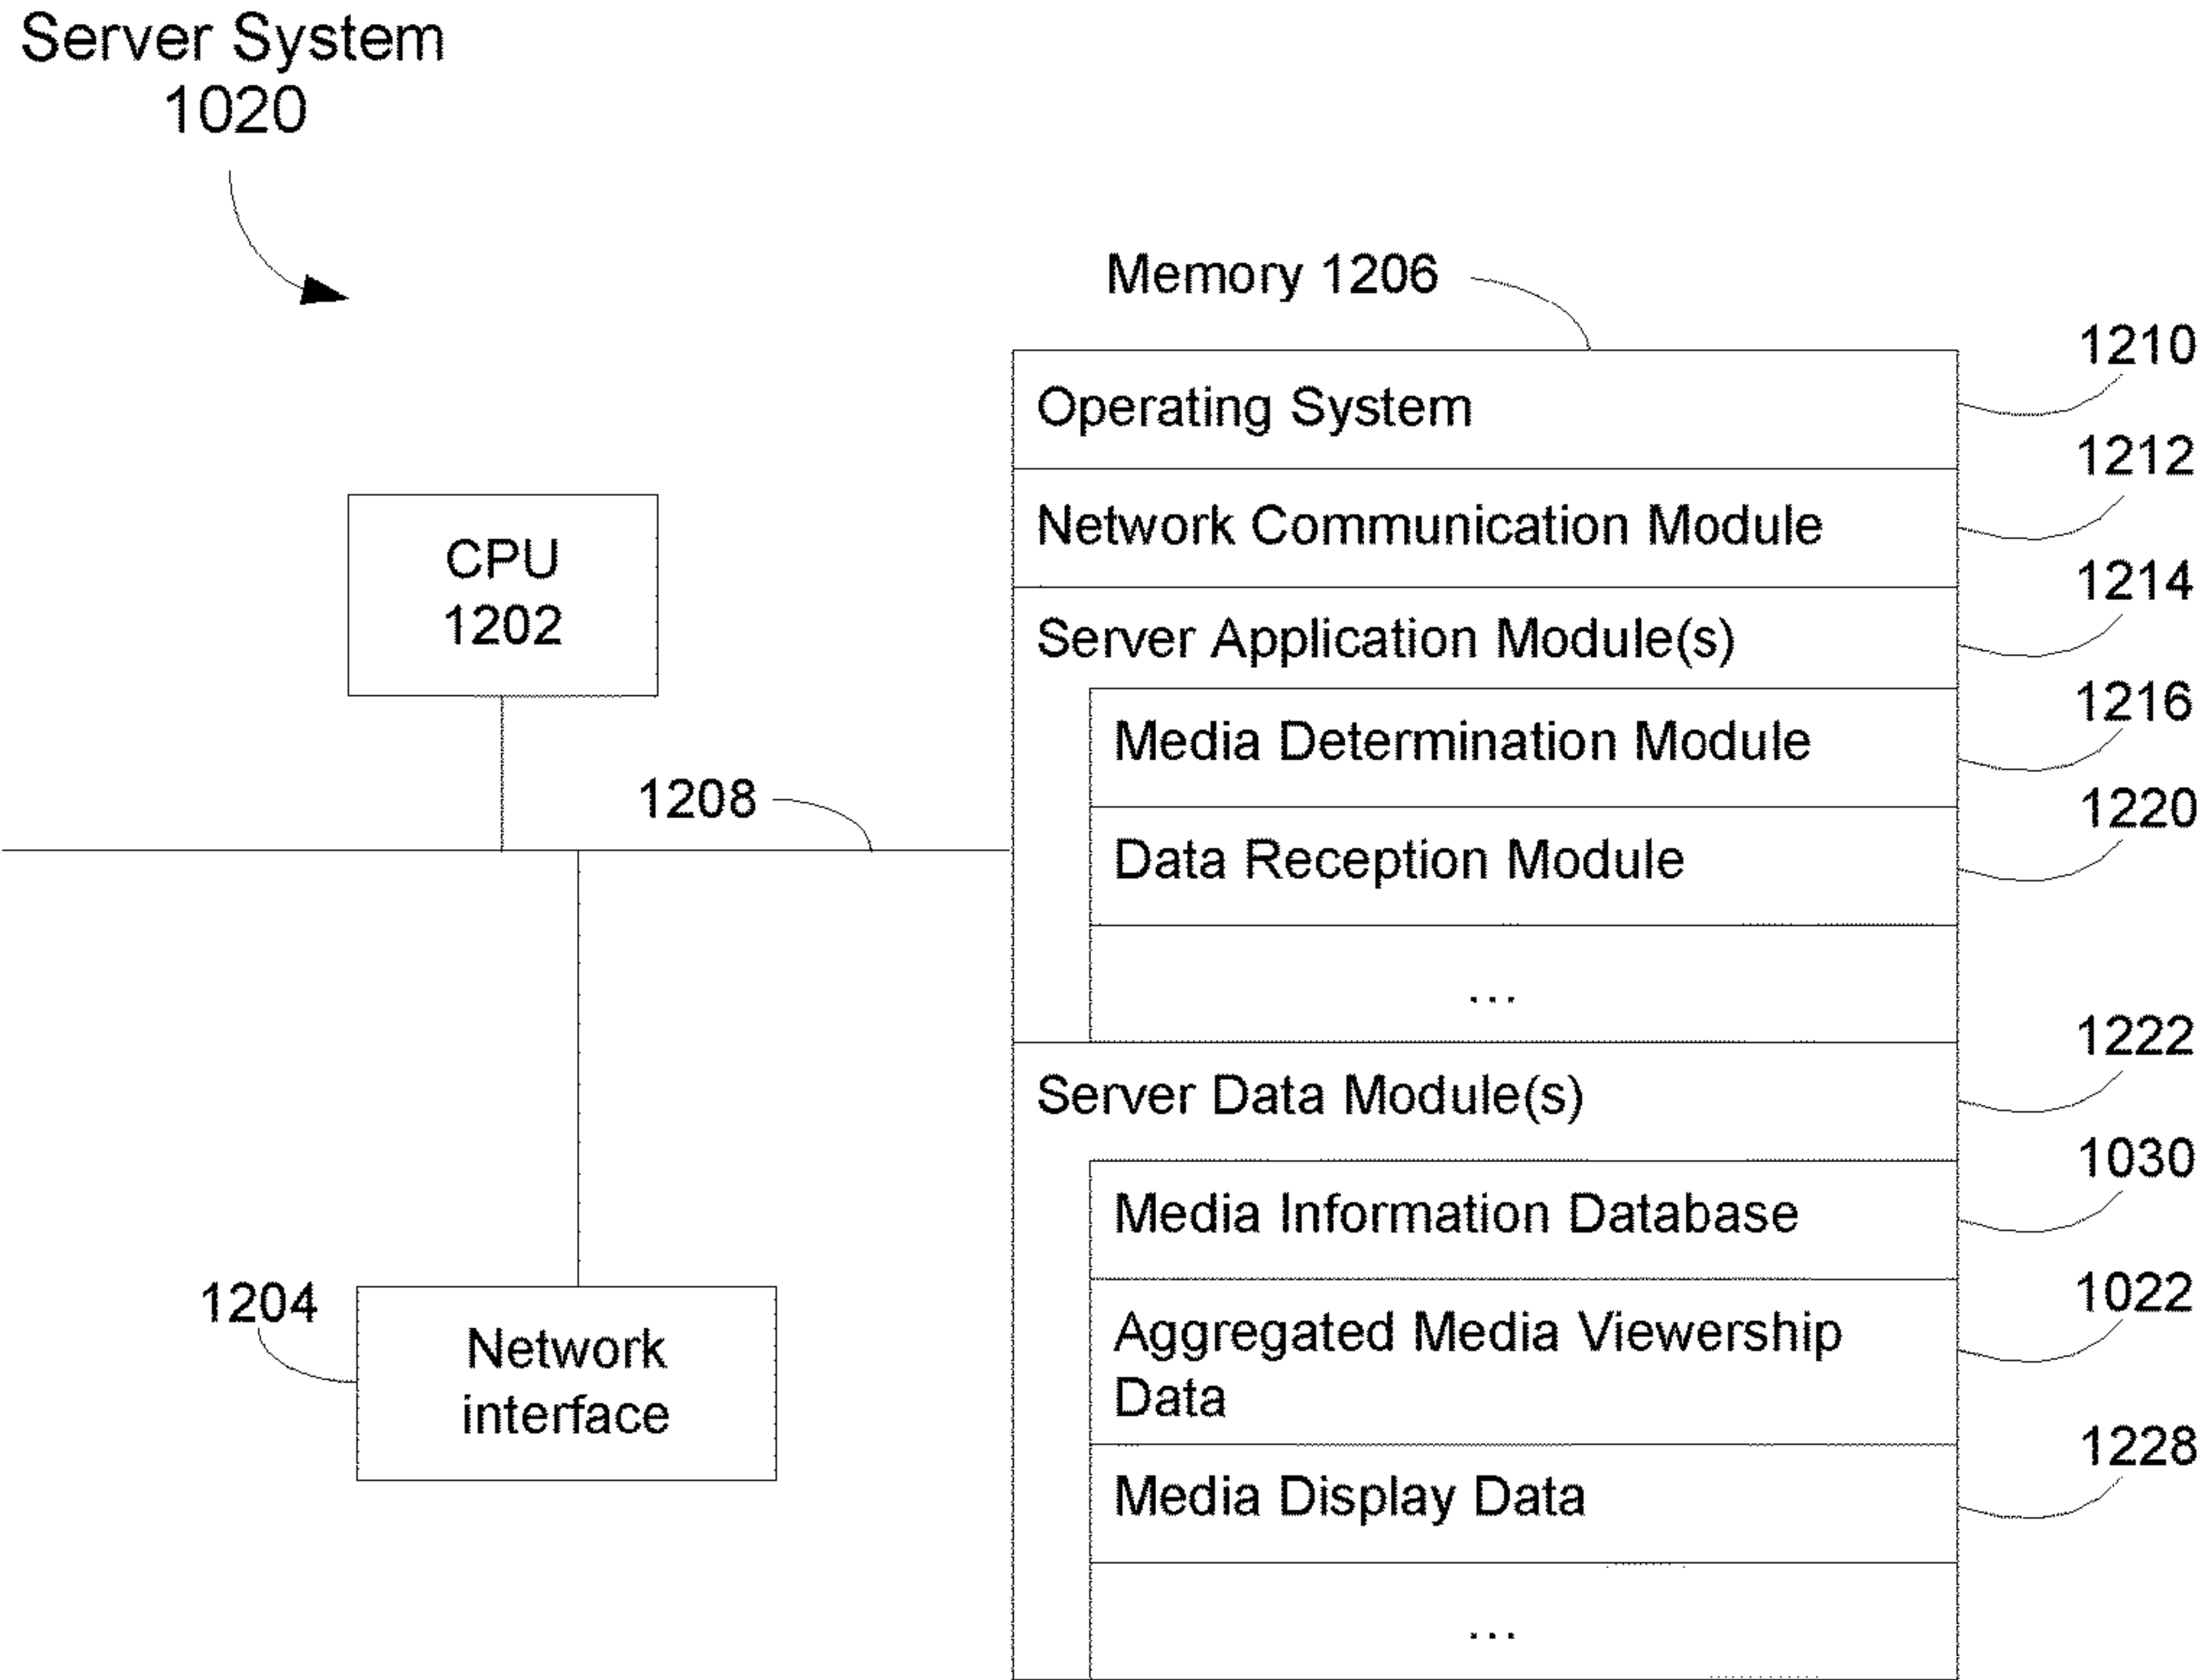 Server System
1020
Memory 1206
1210
Operating System
1212
Network Communication Module
CPU
1202
1214
Server Application Module(s)
1216
Media Determination Module
1208
1220
Data Reception Module
...
1222
Server Data Module(s)
1030
Media Information Database
1204
Network
interface
1022
Aggregated Media Viewership
Data
1228
Media Display Data
...